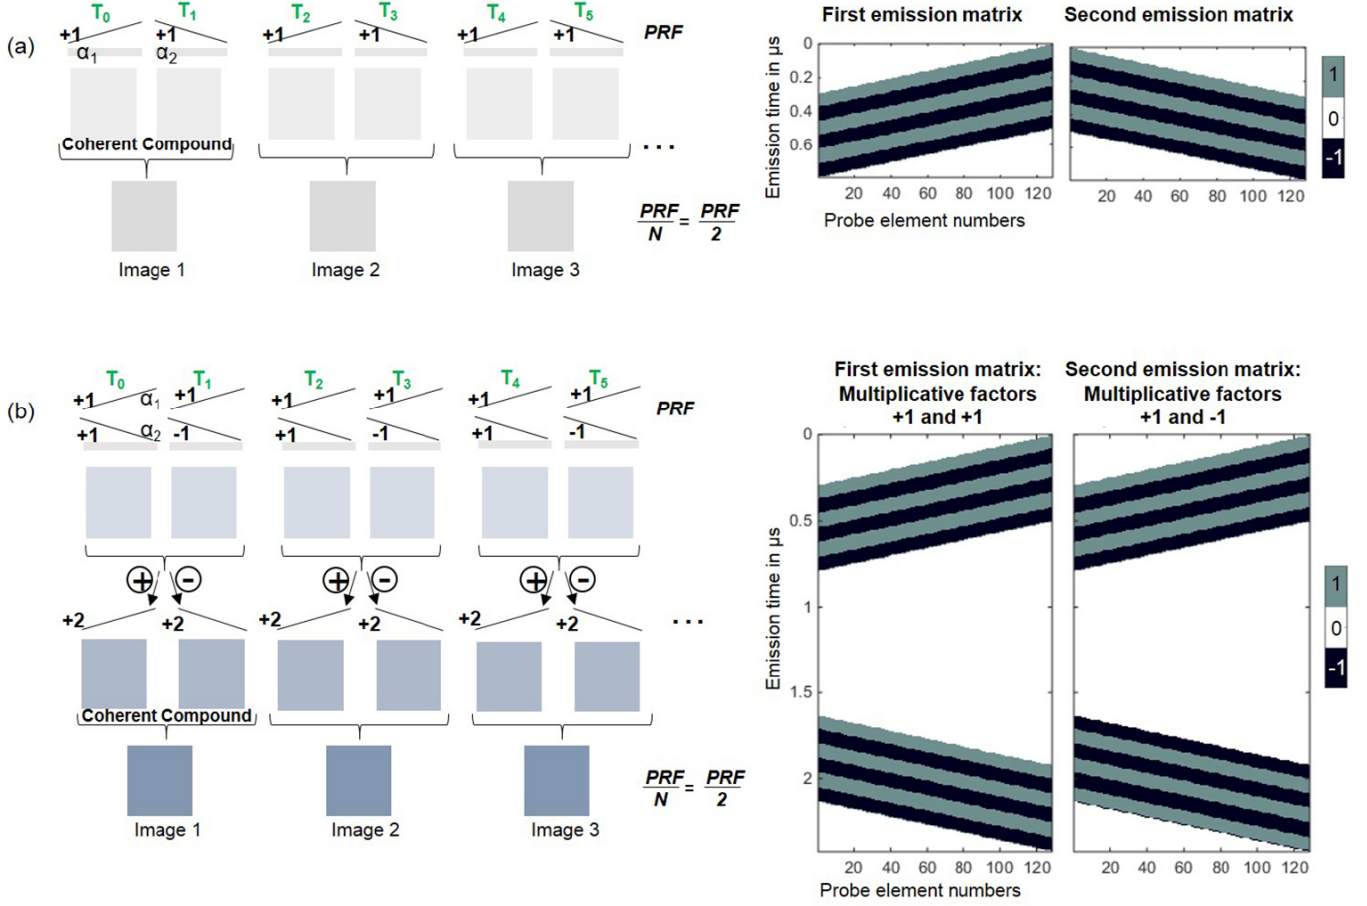 (a)
T0 T1 T2 T3 T4 T5
+1 +1 +1 +1 +1 +1 PRF
α1 α2
Coherent Compound
...
PRF/N = PRF/2
Image 1 Image 2 Image 3
First emission matrix
Emission time in µs
0
0.2
0.4
0.6
20 40 60 80 100 120
Probe element numbers
Second emission matrix
20 40 60 80 100 120
1
0
-1
(b)
T0 T1 T2 T3 T4 T5
+1 α1 +1 +1 +1 +1 +1 PRF
+1 α2 -1 +1 -1 +1 -1
+ - + - + -
+2 +2 +2 +2 +2 +2 ...
Coherent Compound
PRF/N = PRF/2
Image 1 Image 2 Image 3
First emission matrix:
Multiplicative factors
+1 and +1
Emission time in µs
0
0.5
1
1.5
2
20 40 60 80 100 120
Probe element numbers
Second emission matrix:
Multiplicative factors
+1 and -1
20 40 60 80 100 120
1
0
-1